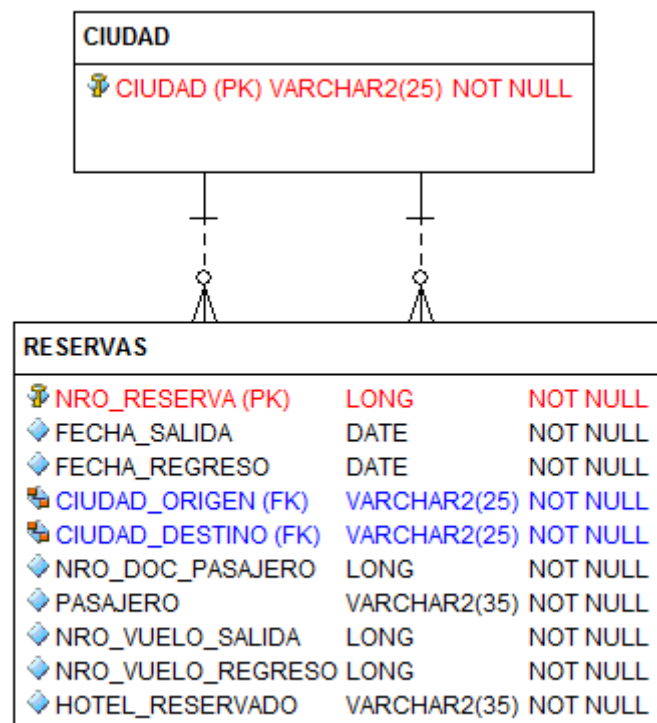 CIUDAD
CIUDAD (PK) VARCHAR2(25) NOT NULL
RESERVAS
NRO_RESERVA (PK) LONG NOT NULL
FECHA_SALIDA DATE NOT NULL
FECHA_REGRESO DATE NOT NULL
CIUDAD_ORIGEN (FK) VARCHAR2(25) NOT NULL
CIUDAD_DESTINO (FK) VARCHAR2(25) NOT NULL
NRO_DOC_PASAJERO LONG NOT NULL
PASAJERO VARCHAR2(35) NOT NULL
NRO_VUELO_SALIDA LONG NOT NULL
NRO_VUELO_REGRESO LONG NOT NULL
HOTEL_RESERVADO VARCHAR2(35) NOT NULL